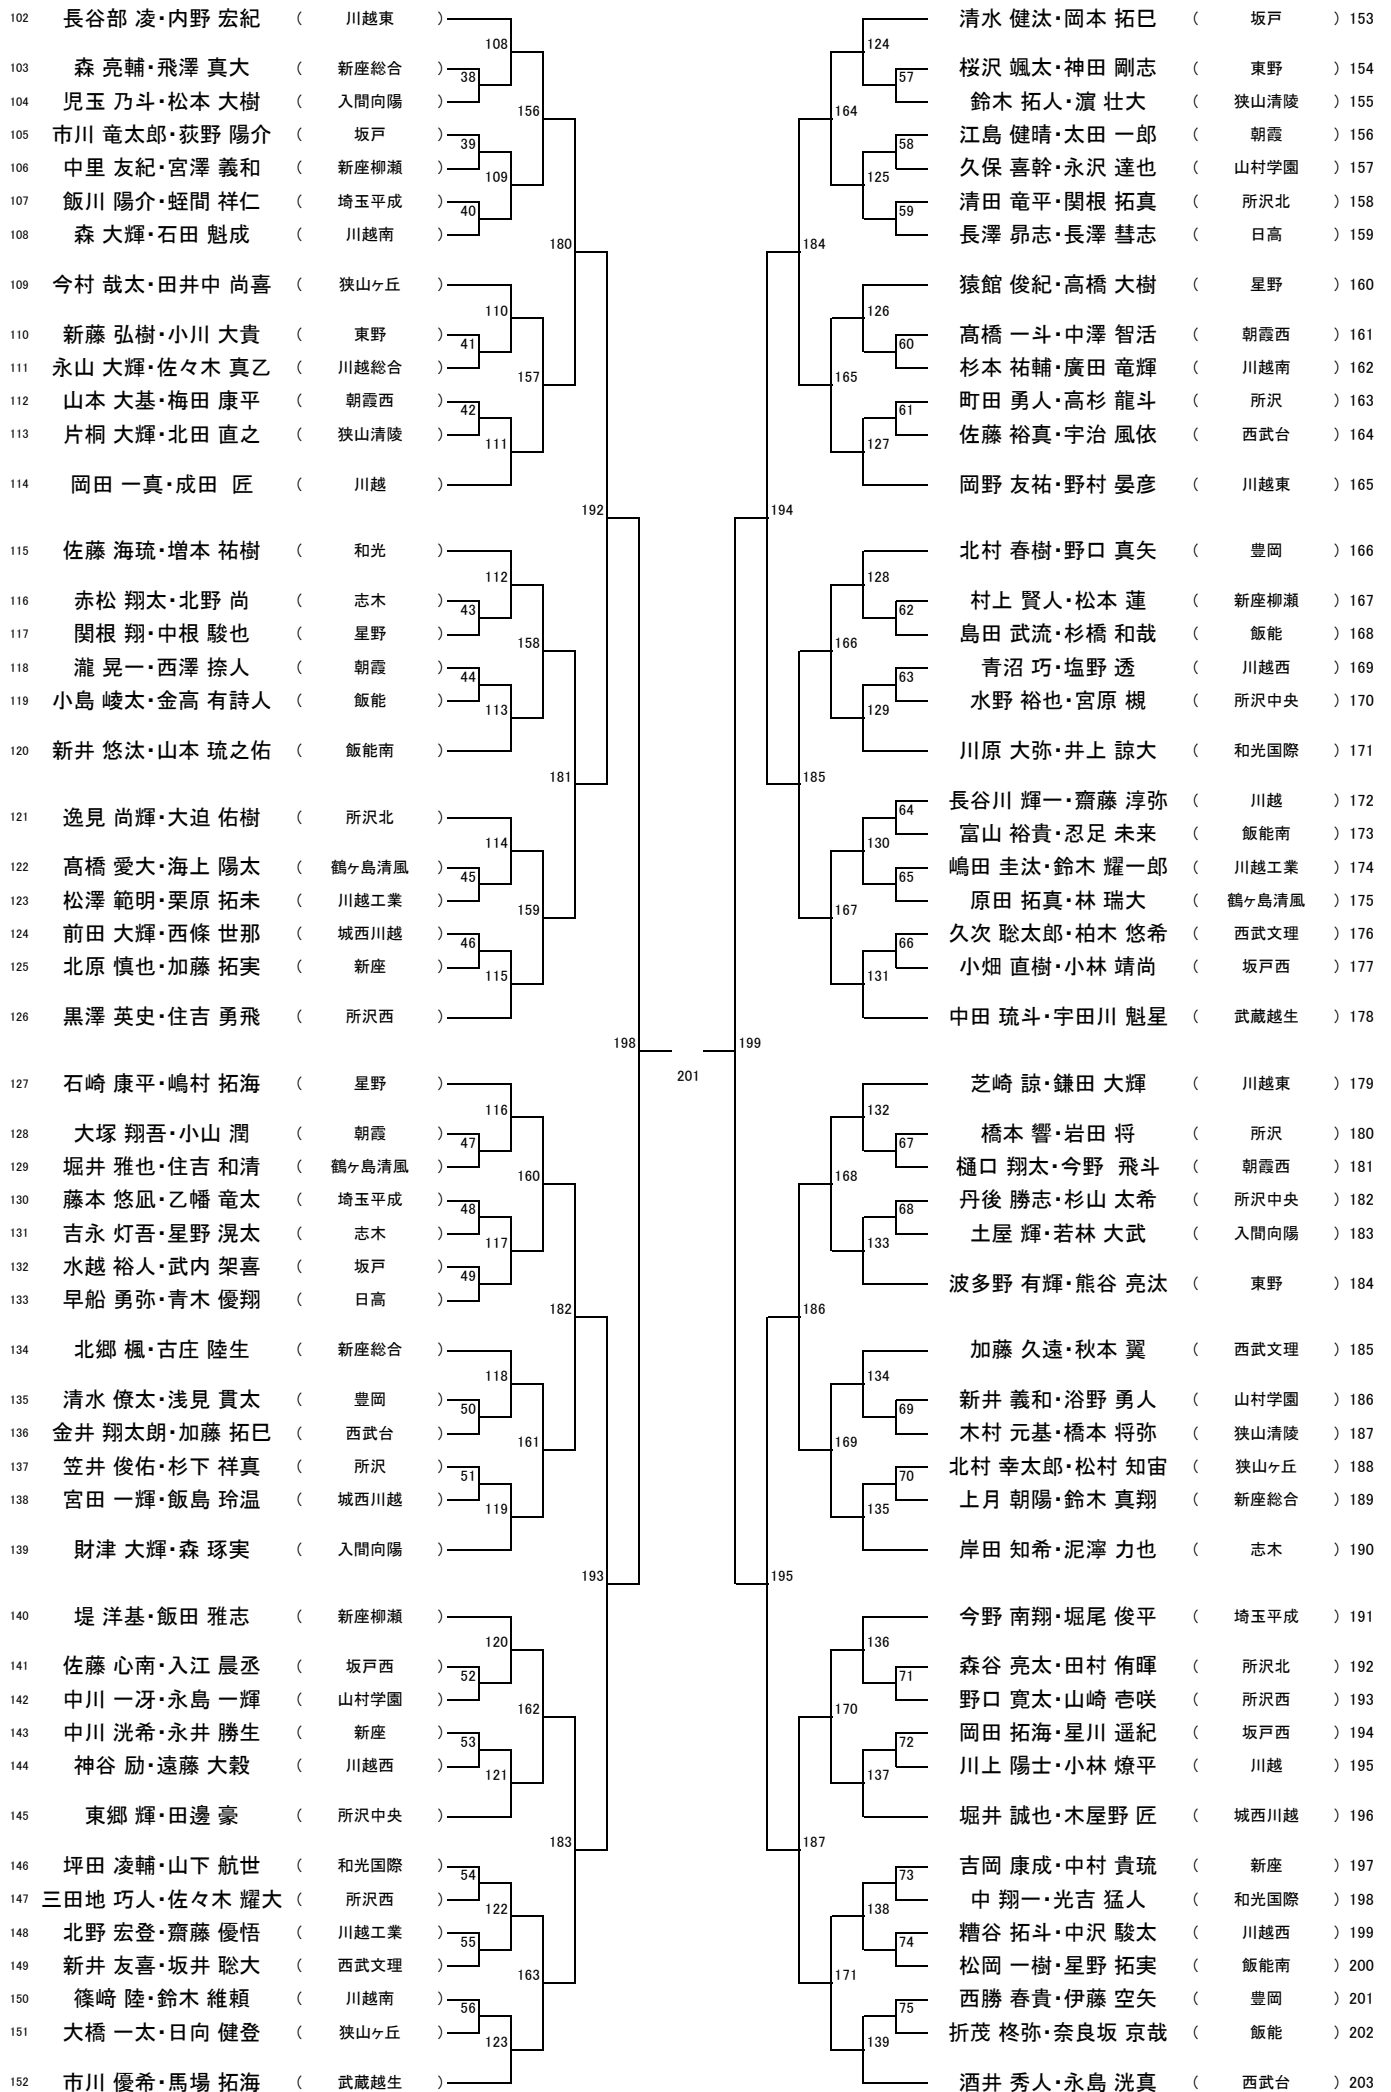 102 長谷部 凌・内野 宏紀 ( 川越東 )
103 森 亮輔・飛澤 真大 ( 新座総合 )
104 児玉 乃斗・松本 大樹 ( 入間向陽 )
105 市川 竜太郎・荻野 陽介 ( 坂戸 )
106 中里 友紀・宮澤 義和 ( 新座柳瀬 )
107 飯川 陽介・蛭間 祥仁 ( 埼玉平成 )
108 森 大輝・石田 魁成 ( 川越南 )
109 今村 哉太・田井中 尚喜 ( 狭山ヶ丘 )
110 新藤 弘樹・小川 大貴 ( 東野 )
111 永山 大輝・佐々木 真乙 ( 川越総合 )
112 山本 大基・梅田 康平 ( 朝霞西 )
113 片桐 大輝・北田 直之 ( 狭山清陵 )
114 岡田 一真・成田 匠 ( 川越 )
115 佐藤 海琉・増本 祐樹 ( 和光 )
116 赤松 翔太・北野 尚 ( 志木 )
117 関根 翔・中根 駿也 ( 星野 )
118 瀧 晃一・西澤 捺人 ( 朝霞 )
119 小島 崚太・金高 有詩人 ( 飯能 )
120 新井 悠汰・山本 琉之佑 ( 飯能南 )
121 逸見 尚輝・大迫 佑樹 ( 所沢北 )
122 髙橋 愛大・海上 陽太 ( 鶴ヶ島清風 )
123 松澤 範明・栗原 拓未 ( 川越工業 )
124 前田 大輝・西條 世那 ( 城西川越 )
125 北原 慎也・加藤 拓実 ( 新座 )
126 黒澤 英史・住吉 勇飛 ( 所沢西 )
127 石崎 康平・嶋村 拓海 ( 星野 )
128 大塚 翔吾・小山 潤 ( 朝霞 )
129 堀井 雅也・住吉 和清 ( 鶴ヶ島清風 )
130 藤本 悠凪・乙幡 竜太 ( 埼玉平成 )
131 吉永 灯吾・星野 滉太 ( 志木 )
132 水越 裕人・武内 架喜 ( 坂戸 )
133 早船 勇弥・青木 優翔 ( 日高 )
134 北郷 楓・古庄 陸生 ( 新座総合 )
135 清水 僚太・浅見 貫太 ( 豊岡 )
136 金井 翔太朗・加藤 拓巳 ( 西武台 )
137 笠井 俊佑・杉下 祥真 ( 所沢 )
138 宮田 一輝・飯島 玲温 ( 城西川越 )
139 財津 大輝・森 琢実 ( 入間向陽 )
140 堤 洋基・飯田 雅志 ( 新座柳瀬 )
141 佐藤 心南・入江 晨丞 ( 坂戸西 )
142 中川 一冴・永島 一輝 ( 山村学園 )
143 中川 洸希・永井 勝生 ( 新座 )
144 神谷 励・遠藤 大毅 ( 川越西 )
145 東郷 輝・田邊 豪 ( 所沢中央 )
146 坪田 凌輔・山下 航世 ( 和光国際 )
147 三田地 巧人・佐々木 耀大 ( 所沢西 )
148 北野 宏登・齋藤 優悟 ( 川越工業 )
149 新井 友喜・坂井 聡大 ( 西武文理 )
150 篠﨑 陸・鈴木 維頼 ( 川越南 )
151 大橋 一太・日向 健登 ( 狭山ヶ丘 )
152 市川 優希・馬場 拓海 ( 武蔵越生 )
38
39
40
41
42
43
44
45
46
47
48
49
50
51
52
53
54
55
56
108
109
110
111
112
113
114
115
116
117
118
119
120
121
122
123
156
157
158
159
160
161
162
163
180
181
182
183
192
193
198
201
199
194
195
184
185
186
187
164
165
166
167
168
169
170
171
124
125
126
127
128
129
130
131
132
133
134
135
136
137
138
139
57
58
59
60
61
62
63
64
65
66
67
68
69
70
71
72
73
74
75
清水 健汰・岡本 拓巳 ( 坂戸 ) 153
桜沢 颯太・神田 剛志 ( 東野 ) 154
鈴木 拓人・濵 壮大 ( 狭山清陵 ) 155
江島 健晴・太田 一郎 ( 朝霞 ) 156
久保 喜幹・永沢 達也 ( 山村学園 ) 157
清田 竜平・関根 拓真 ( 所沢北 ) 158
長澤 昴志・長澤 彗志 ( 日高 ) 159
猿館 俊紀・高橋 大樹 ( 星野 ) 160
髙橋 一斗・中澤 智活 ( 朝霞西 ) 161
杉本 祐輔・廣田 竜輝 ( 川越南 ) 162
町田 勇人・高杉 龍斗 ( 所沢 ) 163
佐藤 裕真・宇治 風依 ( 西武台 ) 164
岡野 友祐・野村 晏彦 ( 川越東 ) 165
北村 春樹・野口 真矢 ( 豊岡 ) 166
村上 賢人・松本 蓮 ( 新座柳瀬 ) 167
島田 武流・杉橋 和哉 ( 飯能 ) 168
青沼 巧・塩野 透 ( 川越西 ) 169
水野 裕也・宮原 槻 ( 所沢中央 ) 170
川原 大弥・井上 諒大 ( 和光国際 ) 171
長谷川 輝一・齋藤 淳弥 ( 川越 ) 172
富山 裕貴・忍足 未来 ( 飯能南 ) 173
嶋田 圭汰・鈴木 耀一郎 ( 川越工業 ) 174
原田 拓真・林 瑞大 ( 鶴ヶ島清風 ) 175
久次 聡太郎・柏木 悠希 ( 西武文理 ) 176
小畑 直樹・小林 靖尚 ( 坂戸西 ) 177
中田 琉斗・宇田川 魁星 ( 武蔵越生 ) 178
芝崎 諒・鎌田 大輝 ( 川越東 ) 179
橋本 響・岩田 将 ( 所沢 ) 180
樋口 翔太・今野 飛斗 ( 朝霞西 ) 181
丹後 勝志・杉山 太希 ( 所沢中央 ) 182
土屋 輝・若林 大武 ( 入間向陽 ) 183
波多野 有輝・熊谷 亮汰 ( 東野 ) 184
加藤 久遠・秋本 翼 ( 西武文理 ) 185
新井 義和・浴野 勇人 ( 山村学園 ) 186
木村 元基・橋本 将弥 ( 狭山清陵 ) 187
北村 幸太郎・松村 知宙 ( 狭山ヶ丘 ) 188
上月 朝陽・鈴木 真翔 ( 新座総合 ) 189
岸田 知希・泥濘 力也 ( 志木 ) 190
今野 南翔・堀尾 俊平 ( 埼玉平成 ) 191
森谷 亮太・田村 侑暉 ( 所沢北 ) 192
野口 寛太・山崎 壱咲 ( 所沢西 ) 193
岡田 拓海・星川 遥紀 ( 坂戸西 ) 194
川上 陽士・小林 燎平 ( 川越 ) 195
堀井 誠也・木屋野 匠 ( 城西川越 ) 196
吉岡 康成・中村 貴琉 ( 新座 ) 197
中 翔一・光吉 猛人 ( 和光国際 ) 198
糟谷 拓斗・中沢 駿太 ( 川越西 ) 199
松岡 一樹・星野 拓実 ( 飯能南 ) 200
西勝 春貴・伊藤 空矢 ( 豊岡 ) 201
折茂 柊弥・奈良坂 京哉 ( 飯能 ) 202
酒井 秀人・永島 洸真 ( 西武台 ) 203